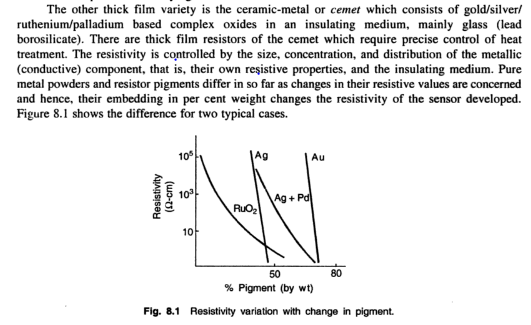 The other thick film variety is the ceramic-metal or cemet which consists of gold/silver/
ruthenium/palladium based complex oxides in an insulating medium, mainly glass (lead
borosilicate). There are thick film resistors of the cemet which require precise control of heat
treatment. The resistivity is controlled by the size, concentration, and distribution of the metallic
(conductive) component, that is, their own resistive properties, and the insulating medium. Pure
metal powders and resistor pigments differ in so far as changes in their resistive values are concerned
and hence, their embedding in per cent weight changes the resistivity of the sensor developed.
Figure 8.1 shows the difference for two typical cases.
10⁵
10³
10
Resistivity
(Ω-cm)
Ag
Au
RuO₂
Ag + Pd
50
80
% Pigment (by wt)
Fig. 8.1 Resistivity variation with change in pigment.